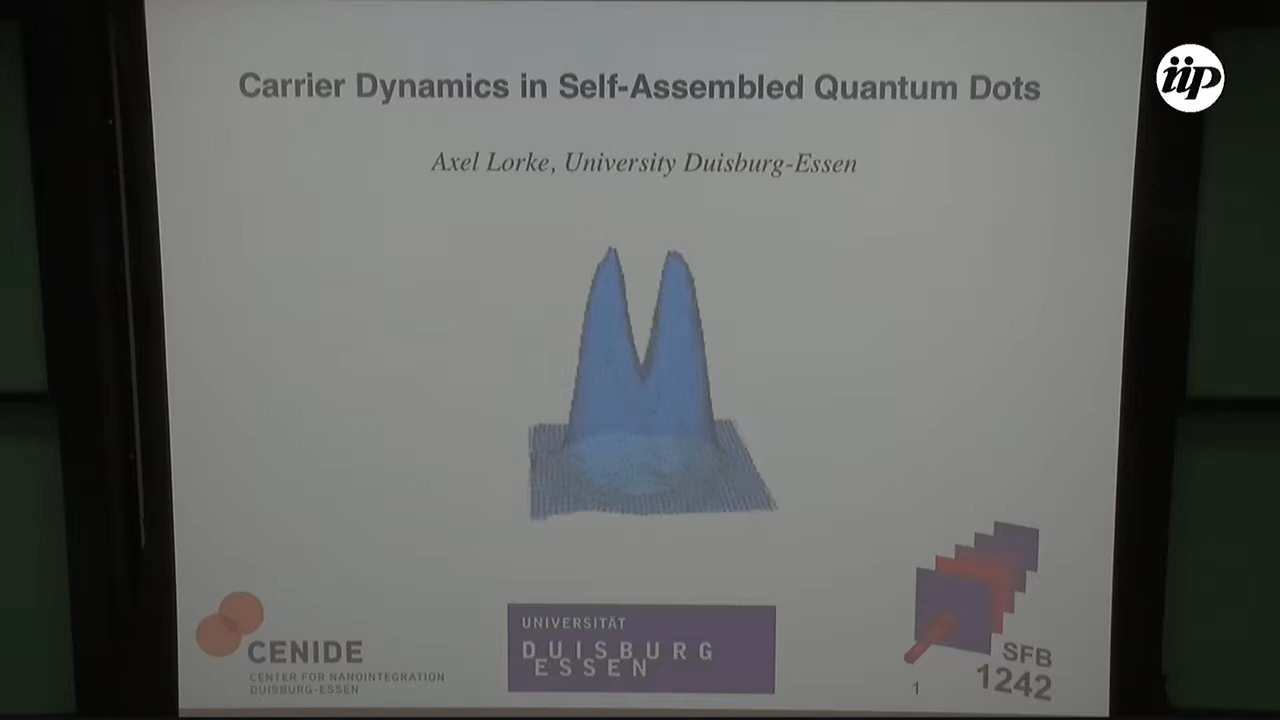 iip
Carrier Dynamics in Self-Assembled Quantum Dots
Axel Lorke, University Duisburg-Essen
CENIDE
CENTER FOR NANOINTEGRATION
DUISBURG-ESSEN
UNIVERSITÄT
DUISBURG
ESSEN
1
SFB
1242